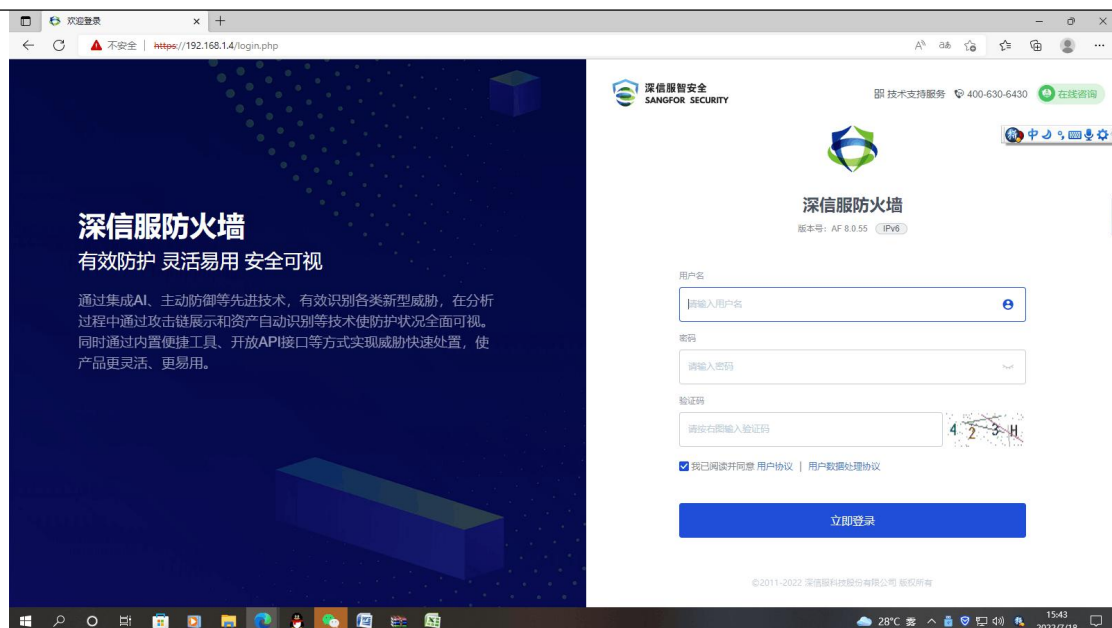 欢迎登录
不安全 | https://192.168.1.4/login.php
深信服智安全
SANGFOR SECURITY
技术支持服务 400-630-6430 在线咨询
中
深信服防火墙
版本号: AF 8.0.55 IPv6
深信服防火墙
有效防护 灵活易用 安全可视
通过集成AI、主动防御等先进技术，有效识别各类新型威胁，在分析
过程中通过攻击链展示和资产自动识别等技术使防护状况全面可视。
同时通过内置便捷工具、开放API接口等方式实现威胁快速处置，使
产品更灵活、更易用。
用户名
请输入用户名
密码
请输入密码
验证码
请按右图输入验证码
4 2 3 H
我已阅读并同意 用户协议 | 用户数据处理协议
立即登录
©2011-2022 深信服科技股份有限公司 版权所有
28°C 雾
15:43
2022/7/18